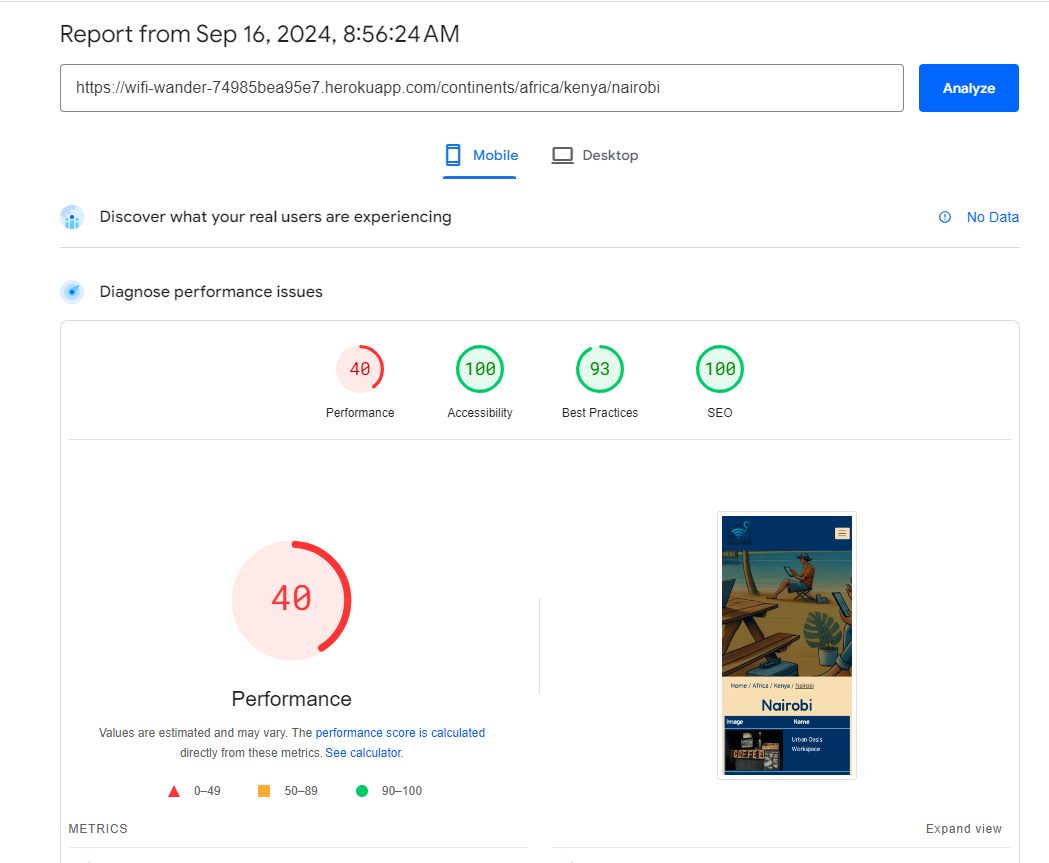 Report from Sep 16, 2024, 8:56:24 AM
https://wifi-wander-74985bea95e7.herokuapp.com/continents/africa/kenya/nairobi
Analyze
Mobile
Desktop
Discover what your real users are experiencing
No Data
Diagnose performance issues
40
100
93
100
Performance
Accessibility
Best Practices
SEO
40
Performance
Values are estimated and may vary. The performance score is calculated
directly from these metrics. See calculator.
0–49
50–89
90–100
Home / Africa / Kenya / Nairobi
Nairobi
Image
Name
COFFEE
Urban Oasis
Workspace
METRICS
Expand view